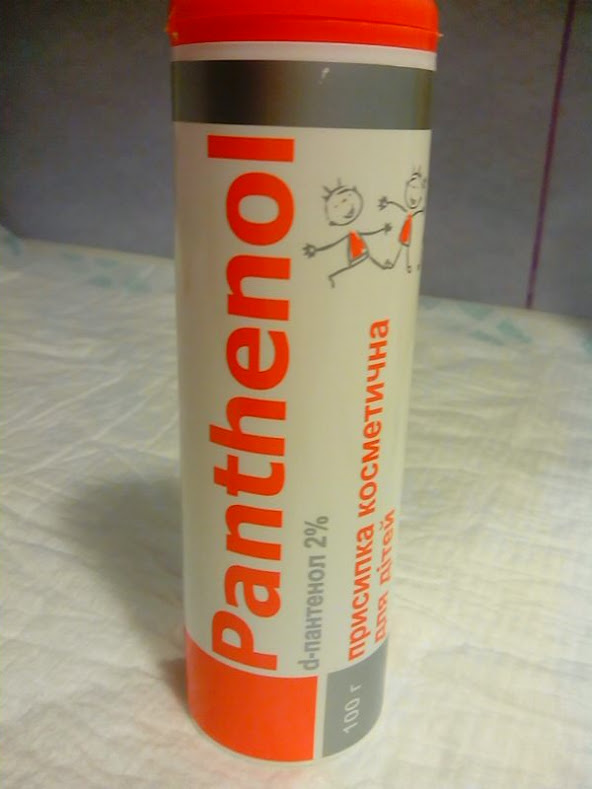 Panthenol
d-пантенол 2%
присипка косметична
для дітей
100 г